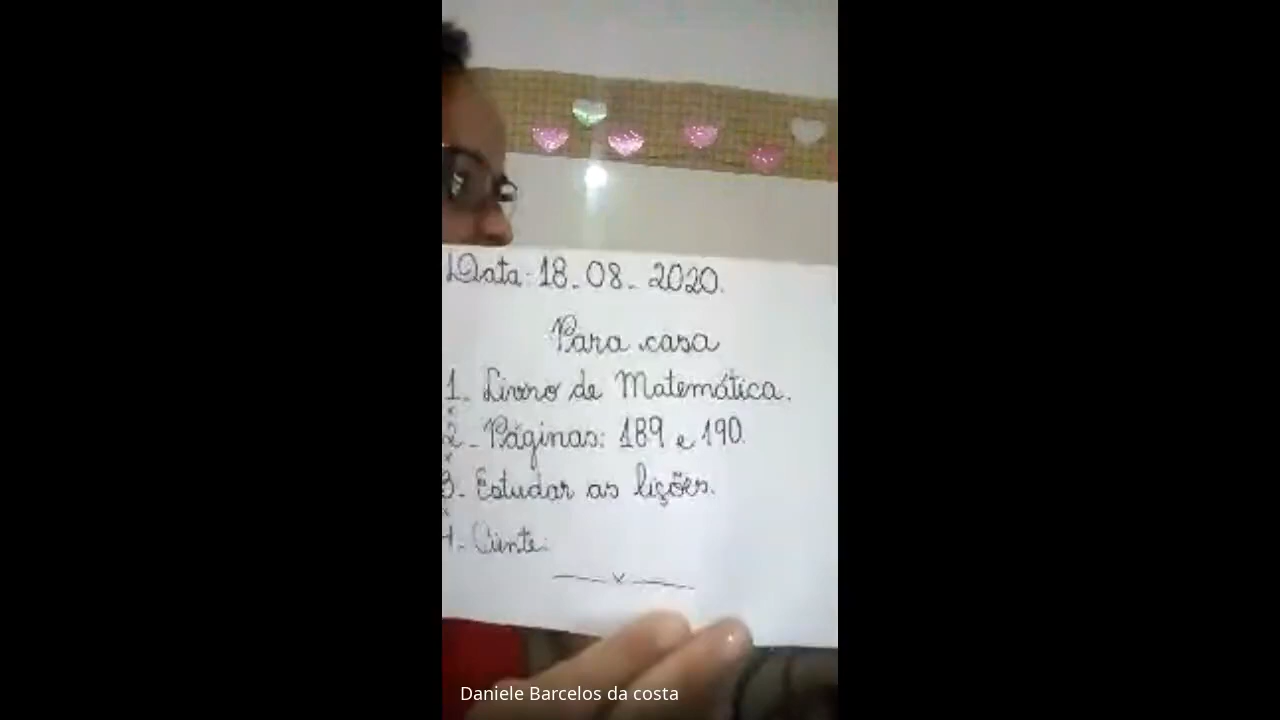 Data: 18.08.2020.
Para casa
1. Livro de Matemática.
2. Páginas: 189 e 190.
3. Estudar as lições.
4. Ciente:
x
Daniele Barcelos da costa